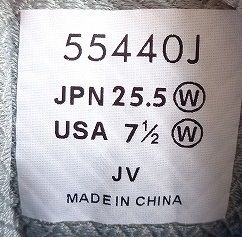 55440J
JPN 25.5 Ⓦ
USA 7½ Ⓦ
JV
MADE IN CHINA